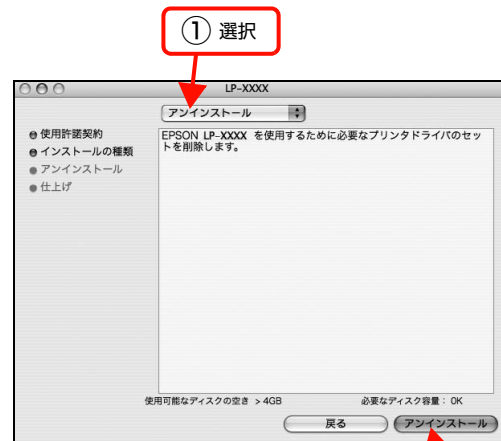 ① 選択
LP-XXXX
アンインストール
使用許諾契約
インストールの種類
アンインストール
仕上げ
EPSON LP-XXXX を使用するために必要なプリンタドライバのセッ
トを削除します。
使用可能なディスクの空き > 4GB 必要なディスク容量： OK
戻る アンインストール